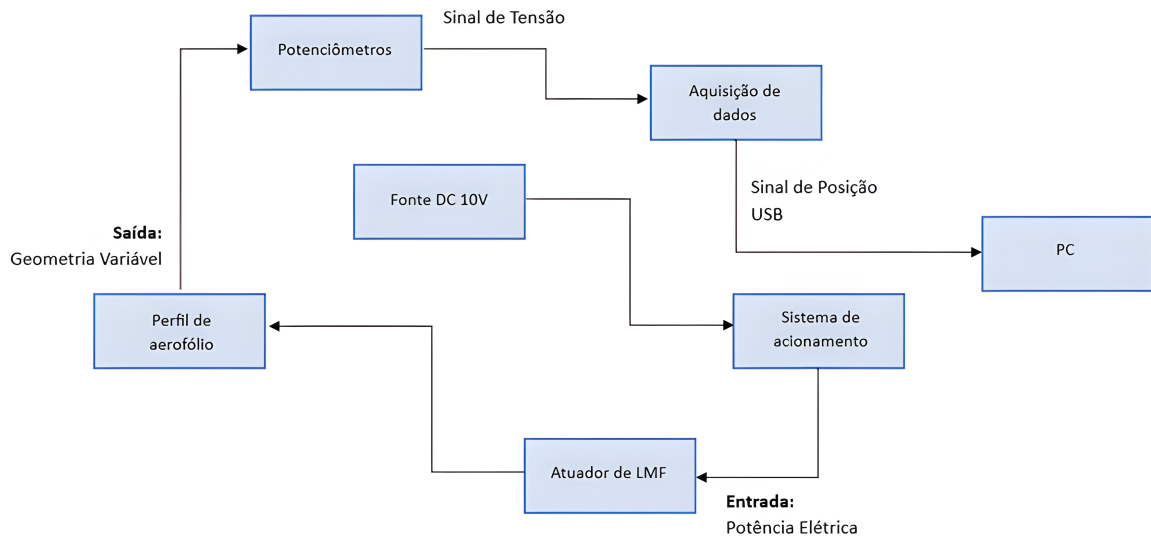 Sinal de Tensão
Potenciômetros
Aquisição de
dados
Sinal de Posição
USB
Fonte DC 10V
Saída:
Geometria Variável
PC
Perfil de
aerofólio
Sistema de
acionamento
Atuador de LMF
Entrada:
Potência Elétrica